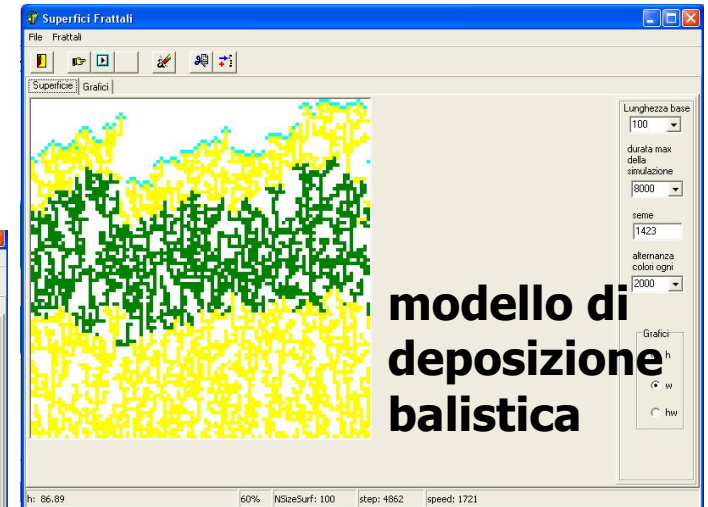 Superfici Frattali
File Frattali
Superficie Grafici
Lunghezza base
100
durata max
della
simulazione
8000
seme
1423
alternanza
colori ogni
2000
Grafici
h
w
hw
modello di
deposizione
balistica
h: 86.89 60% NSizeSurf: 100 step: 4862 speed: 1721